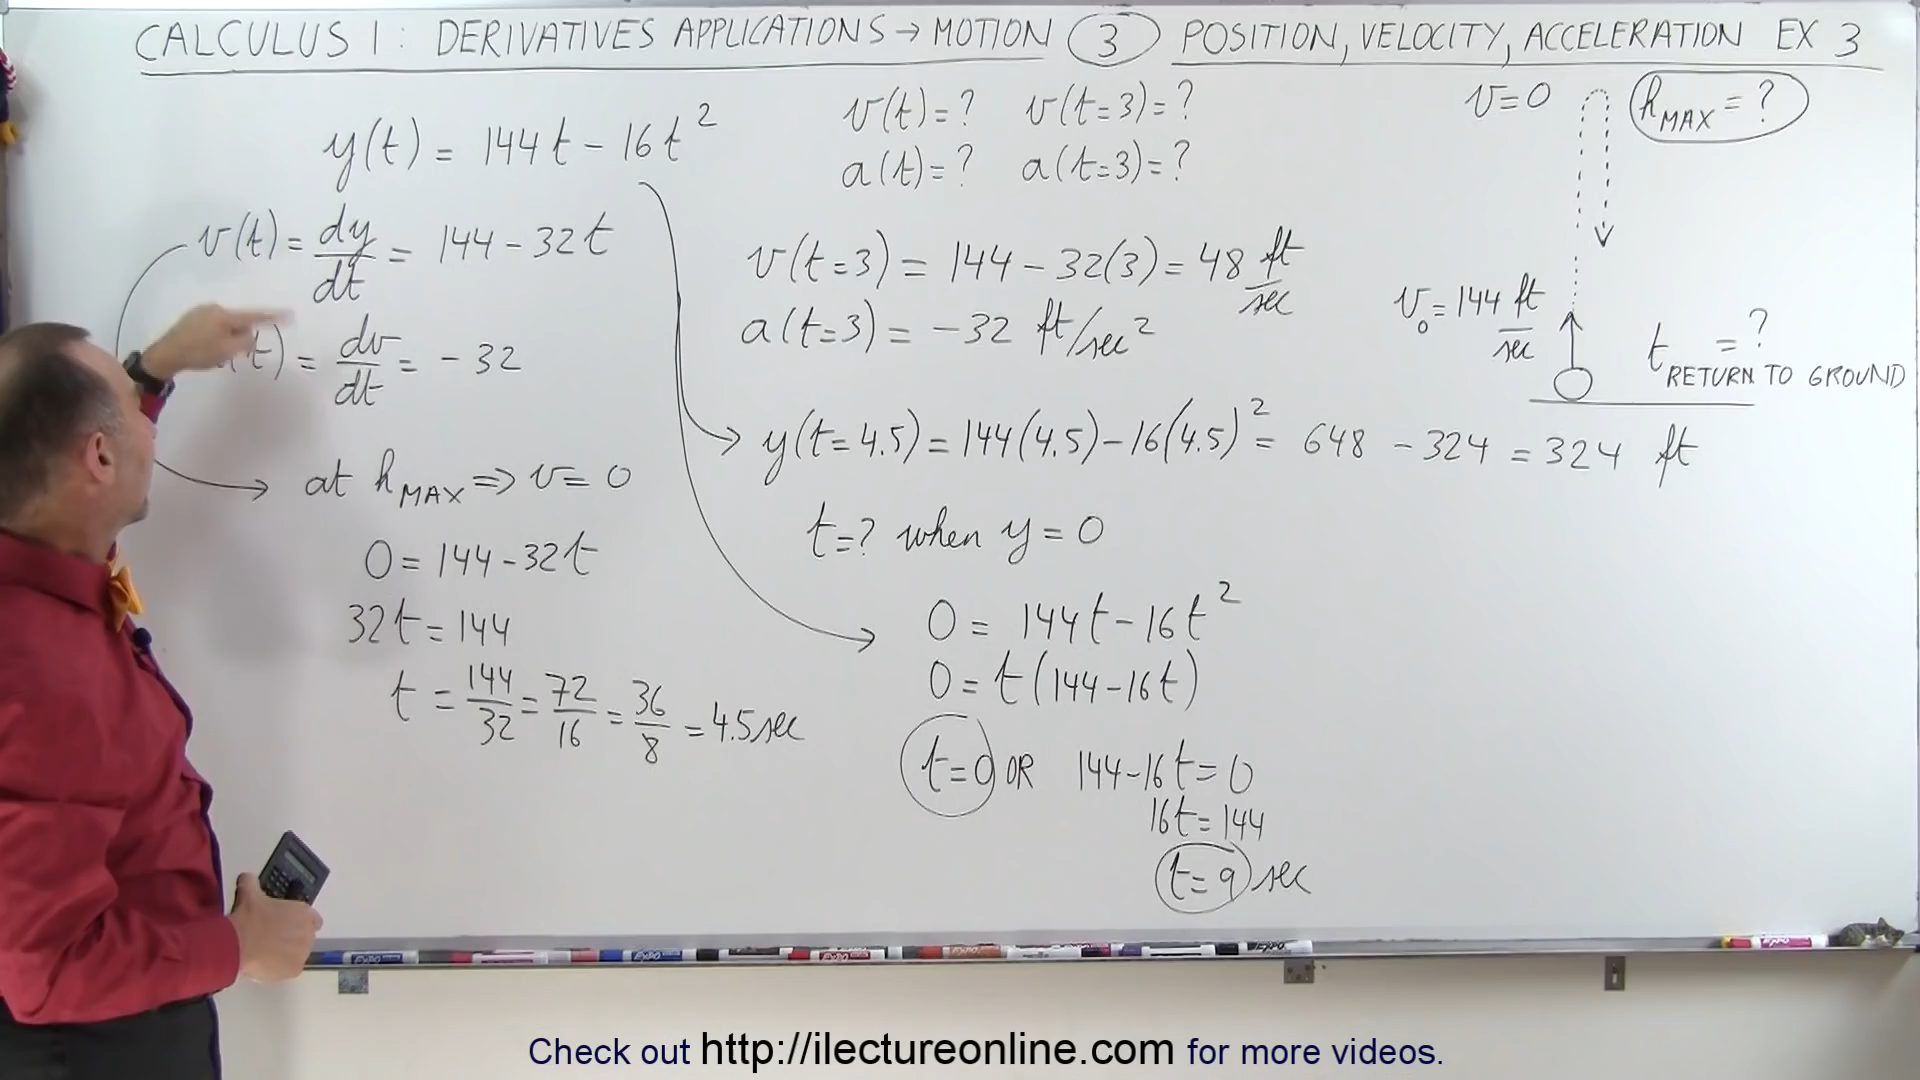 CALCULUS 1: DERIVATIVES APPLICATIONS → MOTION ③ POSITION, VELOCITY, ACCELERATION EX 3
y(t) = 144t - 16t²
v(t) = dy/dt = 144 - 32t
(t) = dv/dt = -32
at hMAX ⇒ v = 0
0 = 144 - 32t
32t = 144
t = 144/32 = 72/16 = 36/8 = 4.5 sec
v(t) = ? v(t=3) = ?
a(t) = ? a(t=3) = ?
v(t=3) = 144 - 32(3) = 48 ft/sec
a(t=3) = -32 ft/sec²
y(t=4.5) = 144(4.5) - 16(4.5)² = 648 - 324 = 324 ft
t=? when y = 0
0 = 144t - 16t²
0 = t(144 - 16t)
t=0 OR 144 - 16t = 0
16t = 144
t = 9 sec
v=0 hMAX = ?
v₀ = 144 ft/sec
t RETURN TO GROUND = ?
Check out http://ilectureonline.com for more videos.